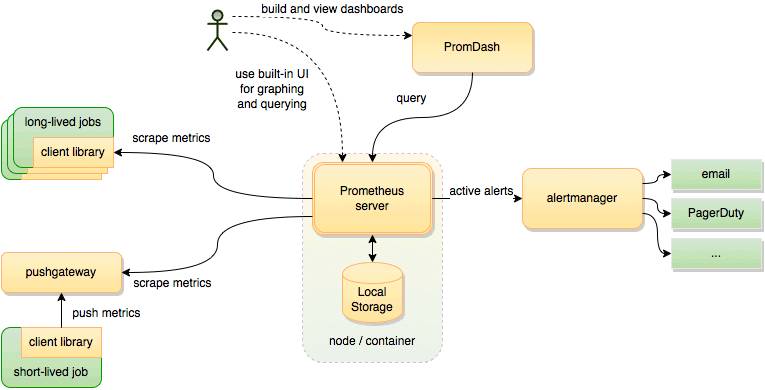 build and view dashboards
PromDash
use built-in UI
for graphing
and querying
query
long-lived jobs
client library
scrape metrics
Prometheus
server
active alerts
alertmanager
email
PagerDuty
...
pushgateway
scrape metrics
push metrics
client library
short-lived job
Local
Storage
node / container